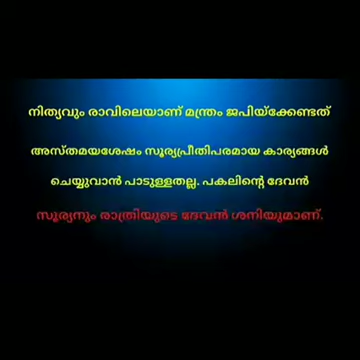 നിത്യവും രാവിലെയാണ് മന്ത്രം ജപിയ്ക്കേണ്ടത്
അസ്തമയശേഷം സൂര്യപ്രീതിപരമായ കാര്യങ്ങൾ
ചെയ്യുവാൻ പാടുള്ളതല്ല. പകലിന്റെ ദേവൻ
സൂര്യനും രാത്രിയുടെ ദേവൻ ശനിയുമാണ്.